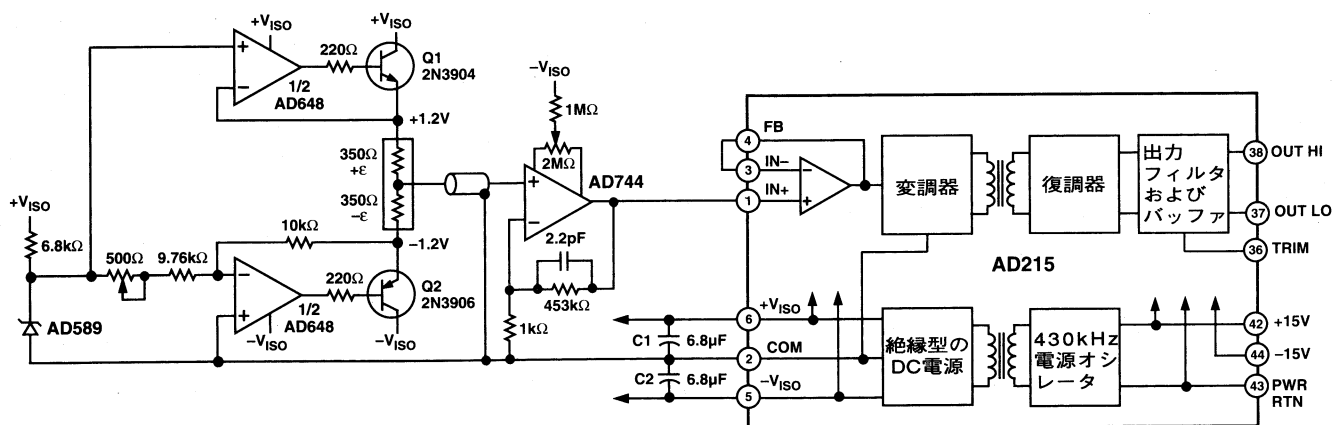 +VISO
+VISO
220Ω
Q1
2N3904
+
−
1/2
AD648
+1.2V
350Ω
+ε
350Ω
−ε
−1.2V
+VISO
6.8kΩ
500Ω
9.76kΩ
10kΩ
−
+
220Ω
1/2
AD648
−VISO
Q2
2N3906
−VISO
AD589
−VISO
1MΩ
2MΩ
+
−
AD744
2.2pF
453kΩ
1kΩ
4
FB
3
IN−
1
IN+
−
+
変調器
復調器
出力
フィルタ
および
バッファ
38
OUT HI
37
OUT LO
36
TRIM
AD215
6
+VISO
C1
6.8µF
2
COM
C2
6.8µF
5
−VISO
絶縁型の
DC電源
430kHz
電源オシ
レータ
42
+15V
44
−15V
43
PWR
RTN